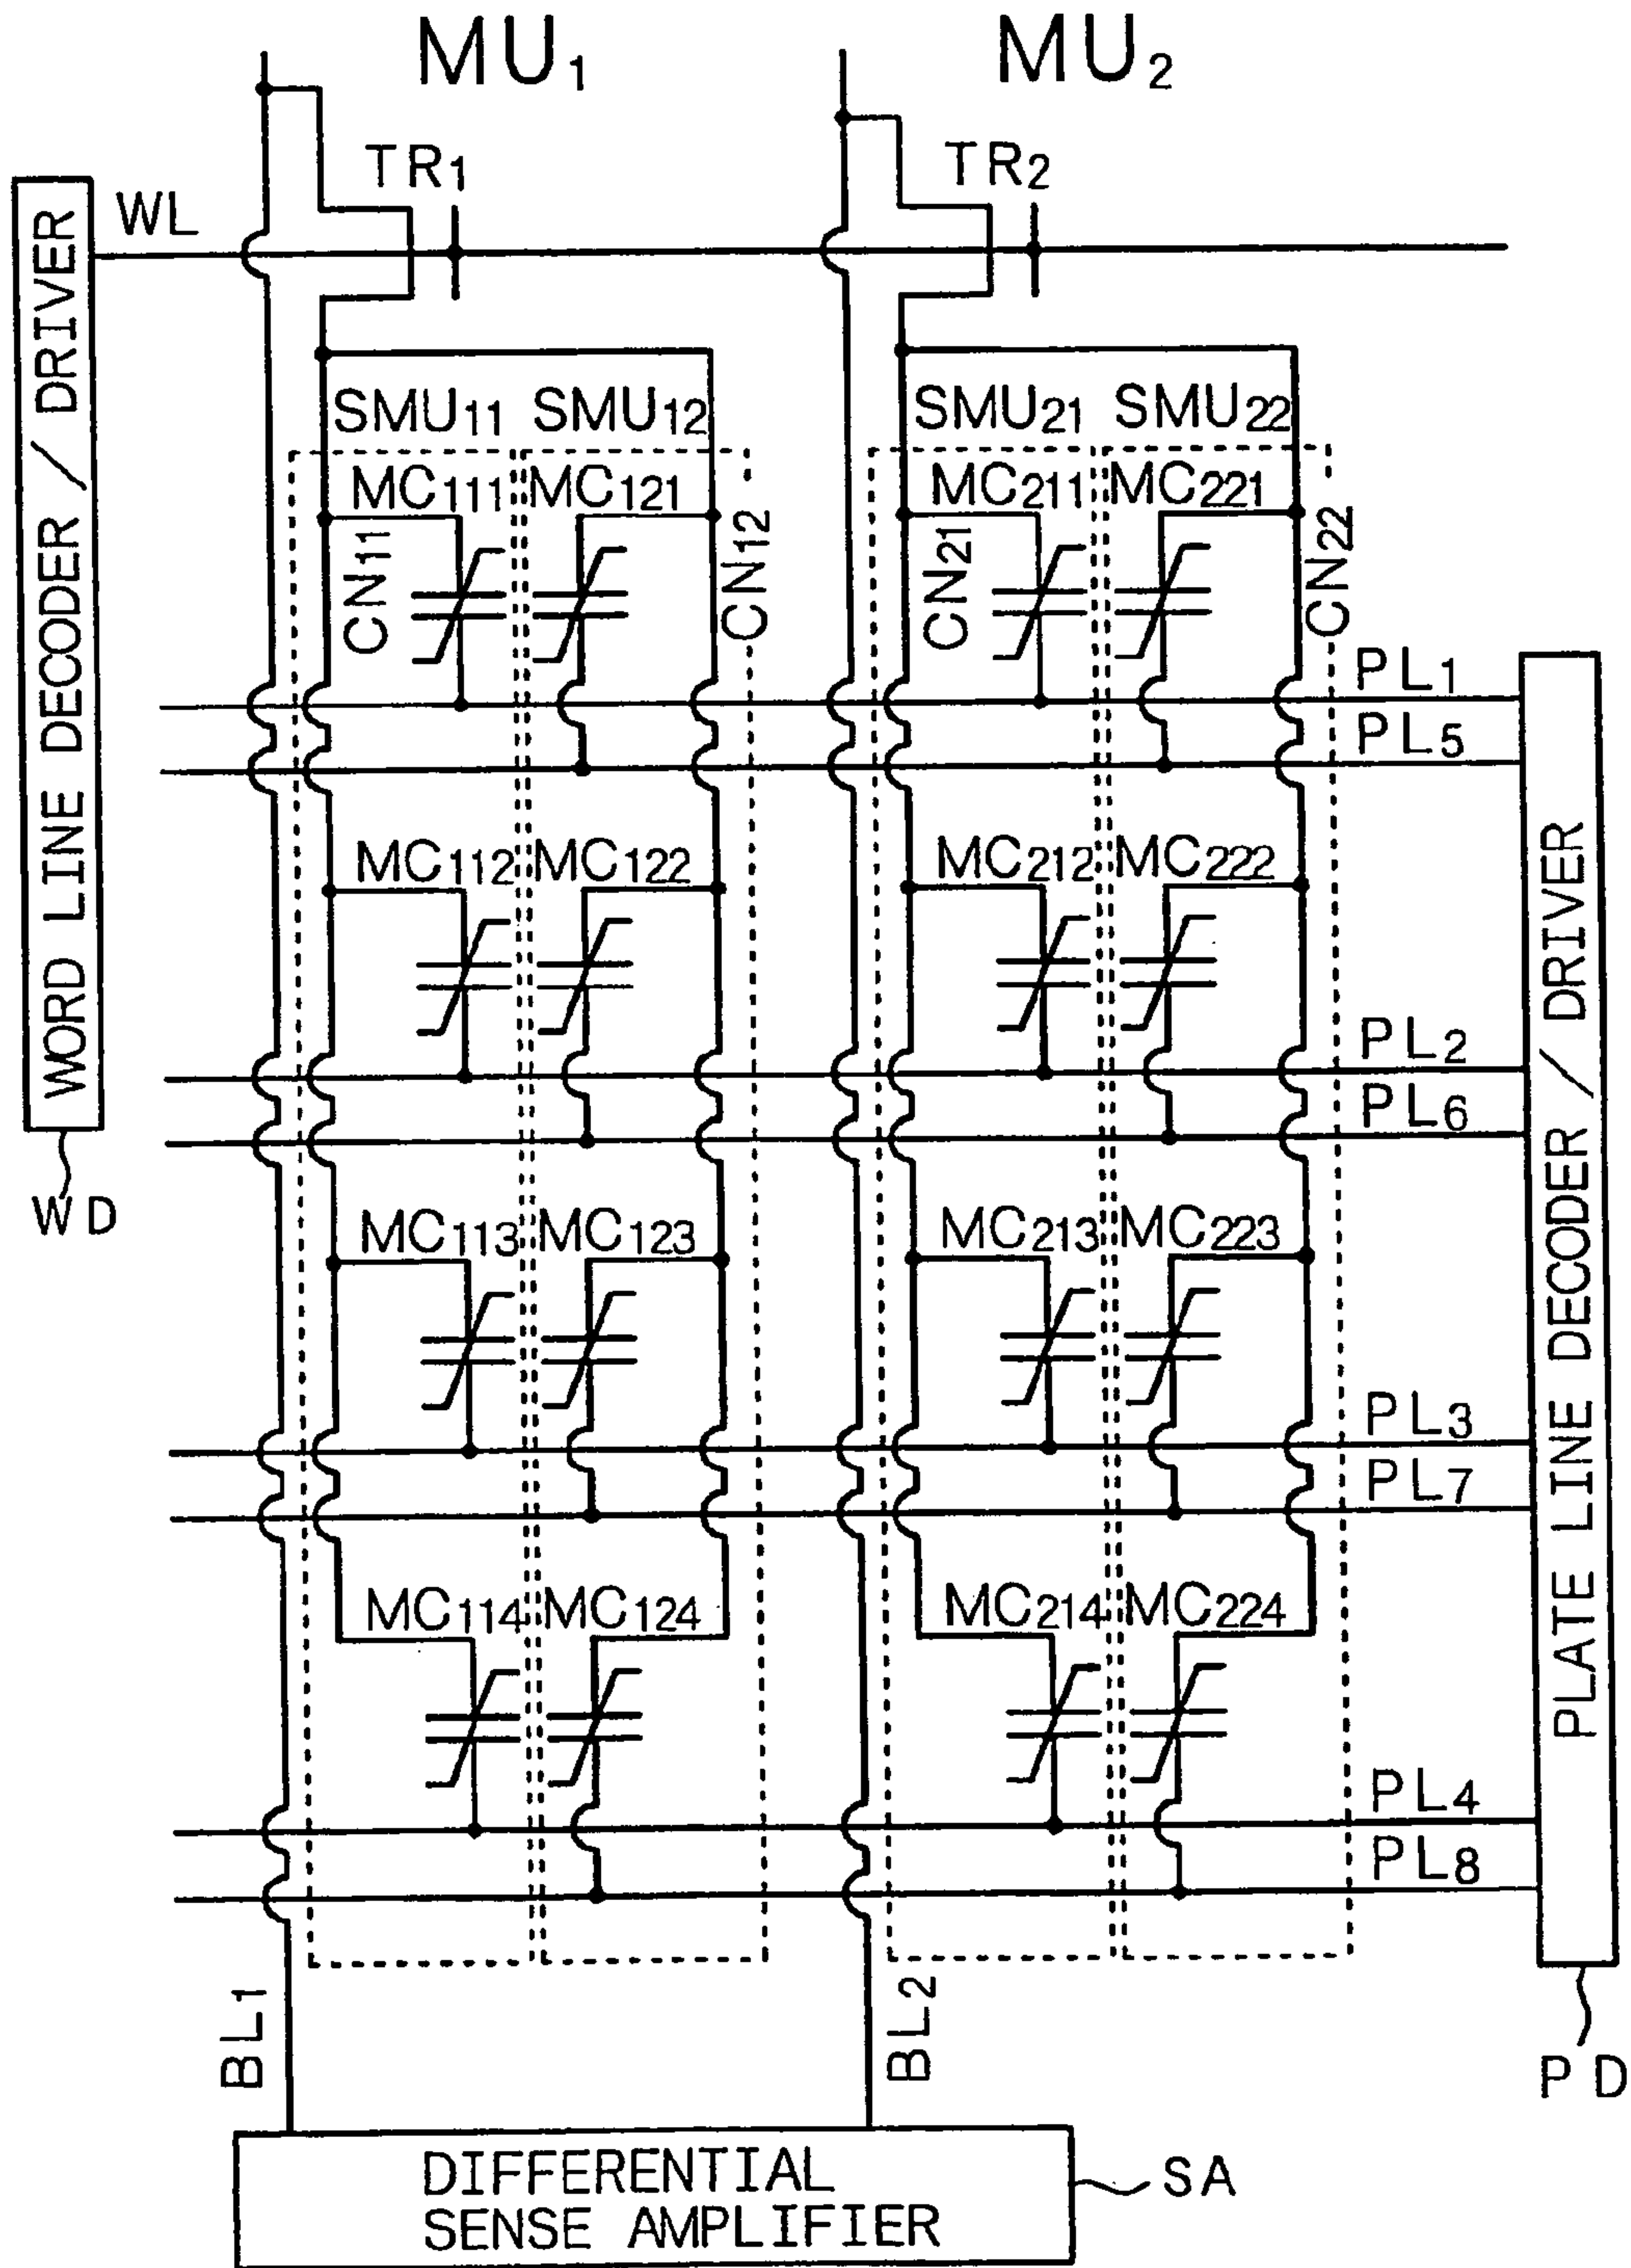 MU1 MU2
TR1 TR2
WL
WORD LINE DECODER / DRIVER
SMU11 SMU12 SMU21 SMU22
MC111 MC121 MC211 MC221
CN11 CN12 CN21 CN22
PL1
PL5
MC112 MC122 MC212 MC222
PL2
PL6
WD
MC113 MC123 MC213 MC223
PL3
PL7
MC114 MC124 MC214 MC224
PL4
PL8
PLATE LINE DECODER / DRIVER
BL1 BL2
PD
DIFFERENTIAL
SENSE AMPLIFIER
SA